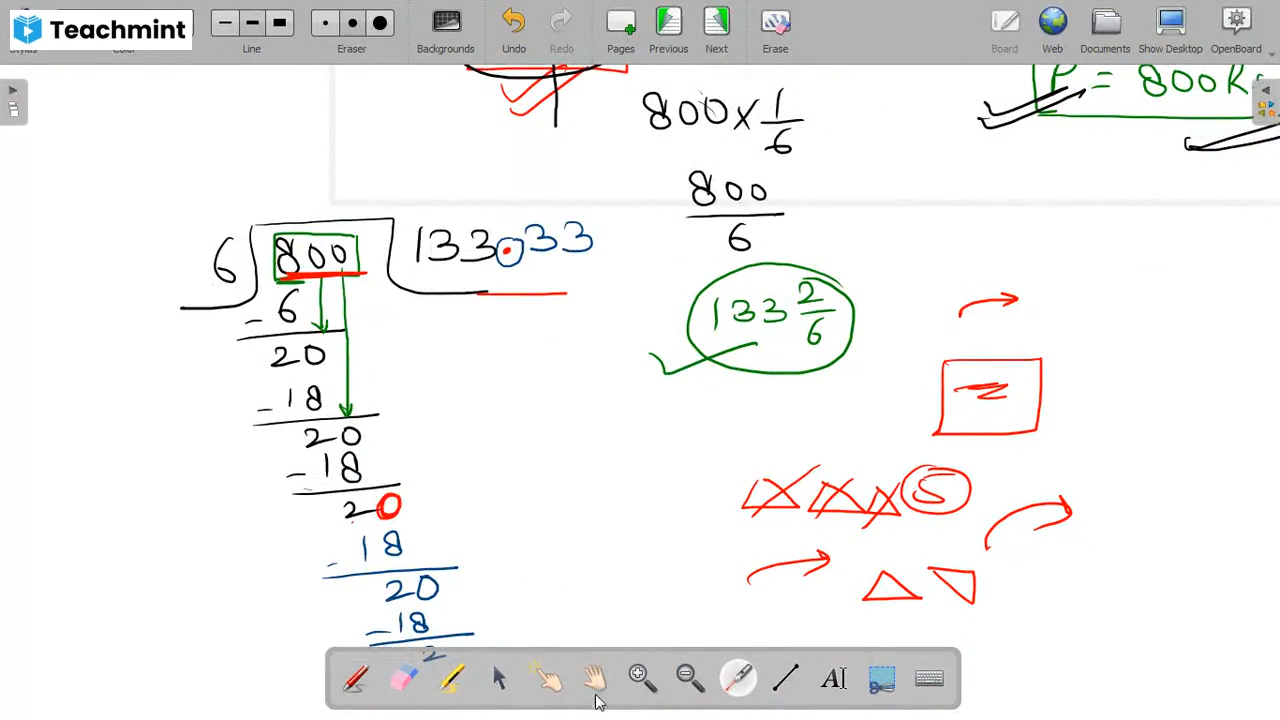 Teachmint
Line
Eraser
Backgrounds
Undo
Redo
Pages
Previous
Next
Erase
Board
Web
Documents
Show Desktop
OpenBoard
P = 800
800 × 1/6
800/6
6 800 133.33
- 6
20
- 18
20
- 18
20
- 18
20
- 18
2
133 2/6
5